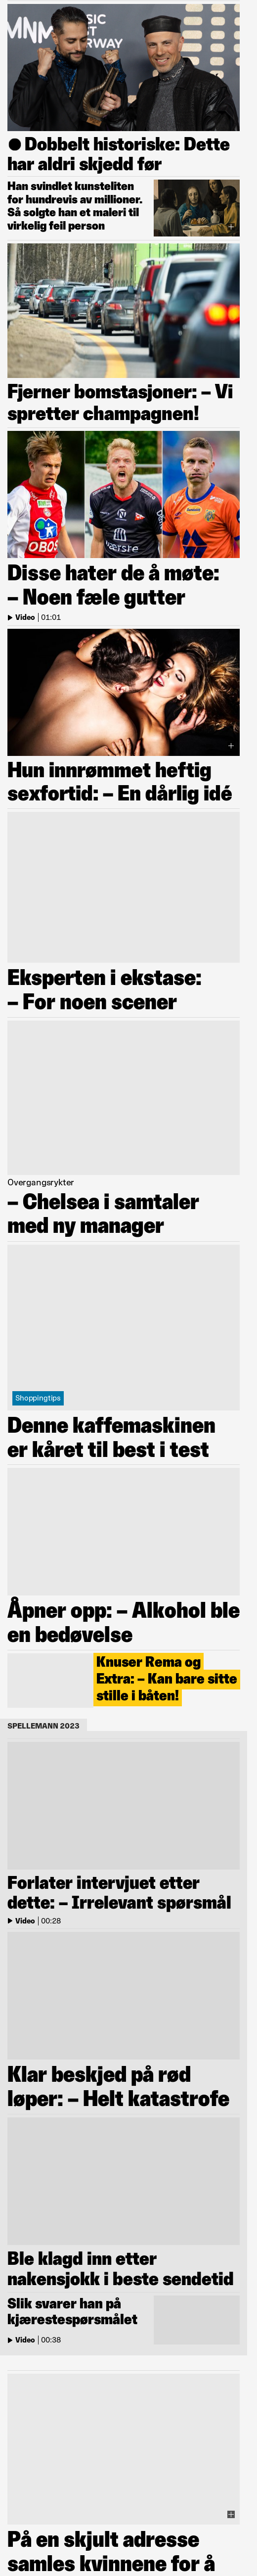 MNM
SIC
ST
RWAY
● Dobbelt historiske: Dette
har aldri skjedd før
Han svindlet kunsteliten
for hundrevis av millioner.
Så solgte han et maleri til
virkelig feil person
Fjerner bomstasjoner: – Vi
spretter champagnen!
OBOS
Værste
Disse hater de å møte:
– Noen fæle gutter
Video | 01:01
Hun innrømmet heftig
sexfortid: – En dårlig idé
Eksperten i ekstase:
– For noen scener
Overgangsrykter
– Chelsea i samtaler
med ny manager
Shoppingtips
Denne kaffemaskinen
er kåret til best i test
Åpner opp: – Alkohol ble
en bedøvelse
Knuser Rema og
Extra: – Kan bare sitte
stille i båten!
SPELLEMANN 2023
Forlater intervjuet etter
dette: – Irrelevant spørsmål
Video | 00:28
Klar beskjed på rød
løper: – Helt katastrofe
Ble klagd inn etter
nakensjokk i beste sendetid
Slik svarer han på
kjærestespørsmålet
Video | 00:38
På en skjult adresse
samles kvinnene for å